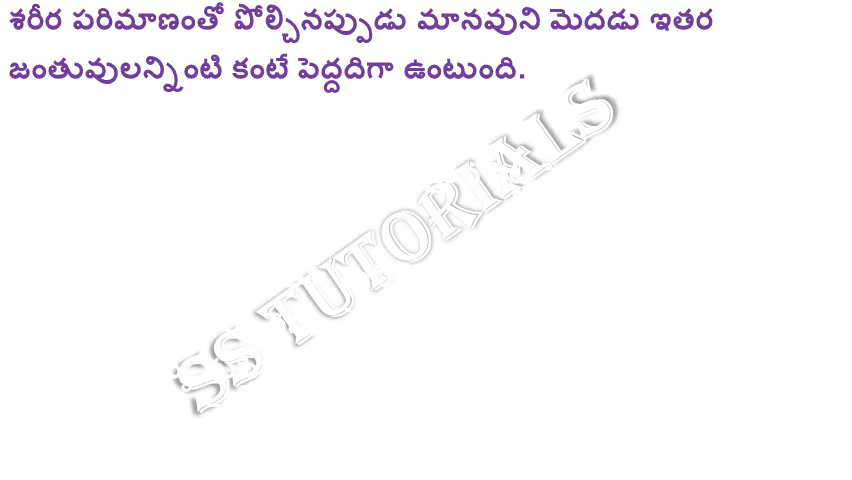 శరీర పరిమాణంతో పోల్చినప్పుడు మానవుని మెదడు ఇతర
జంతువులన్నింటి కంటే పెద్దదిగా ఉంటుంది.
SS TUTORIALS